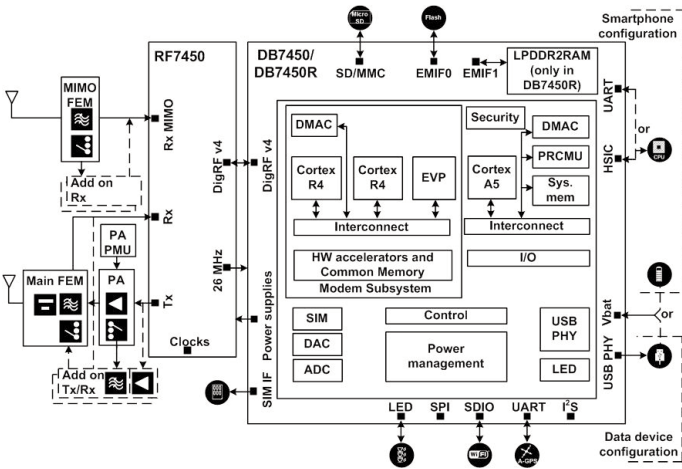 Micro
SD
Flash
Smartphone
configuration
RF7450
DB7450/
DB7450R
SD/MMC
EMIF0
EMIF1
LPDDR2RAM
(only in
DB7450R)
MIMO
FEM
Rx MIMO
DigRF v4
DigRF v4
UART
or
CPU
HSIC
DMAC
Security
DMAC
PRCMU
Sys.
mem
Cortex
R4
Cortex
R4
EVP
Cortex
A5
Interconnect
Interconnect
HW accelerators and
Common Memory
Modem Subsystem
I/O
Add on
Rx
Rx
PA
PMU
Main FEM
PA
Tx
26 MHz
Clocks
Add on
Tx/Rx
Power supplies
SIM IF
SIM
DAC
ADC
Control
Power
management
USB
PHY
LED
Vbat
or
USB PHY
LED
SPI
SDIO
UART
I²S
WiFi
A-GPS
Data device
configuration